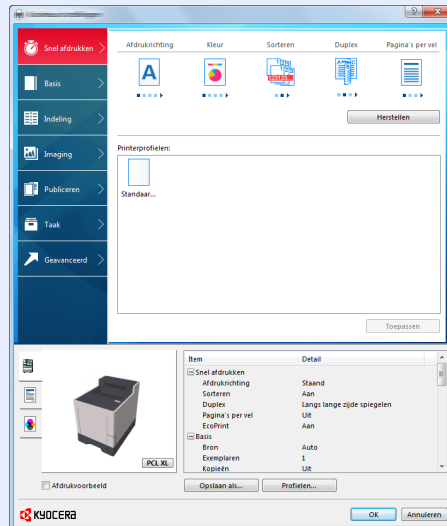 Snel afdrukken
Basis
Indeling
Imaging
Publiceren
Taak
Geavanceerd
Afdrukrichting Kleur Sorteren Duplex Pagina's per vel
A
Herstellen
Printerprofielen:
Standaar...
Toepassen
PCL XL
Afdrukvoorbeeld
Item Detail
Snel afdrukken
Afdrukrichting Staand
Sorteren Aan
Duplex Langs lange zijde spiegelen
Pagina's per vel Uit
EcoPrint Aan
Basis
Bron Auto
Exemplaren 1
Kopieën Uit
Opslaan als... Profielen...
KYOCERA
OK Annuleren